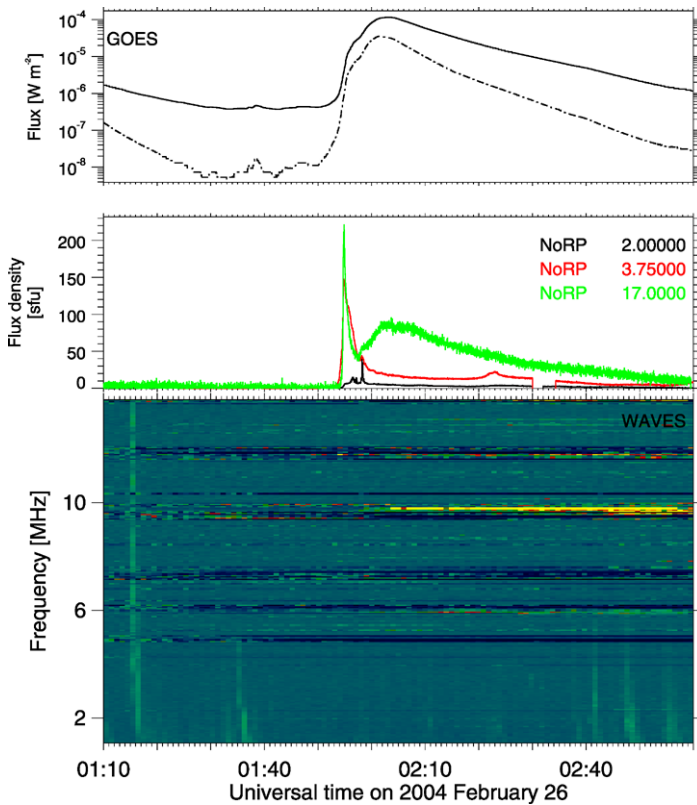 GOES
Flux [W m⁻²]
10⁻⁴
10⁻⁵
10⁻⁶
10⁻⁷
10⁻⁸
Flux density
[sfu]
200
150
100
50
0
NoRP 2.00000
NoRP 3.75000
NoRP 17.0000
WAVES
Frequency [MHz]
10
6
2
01:10 01:40 02:10 02:40
Universal time on 2004 February 26